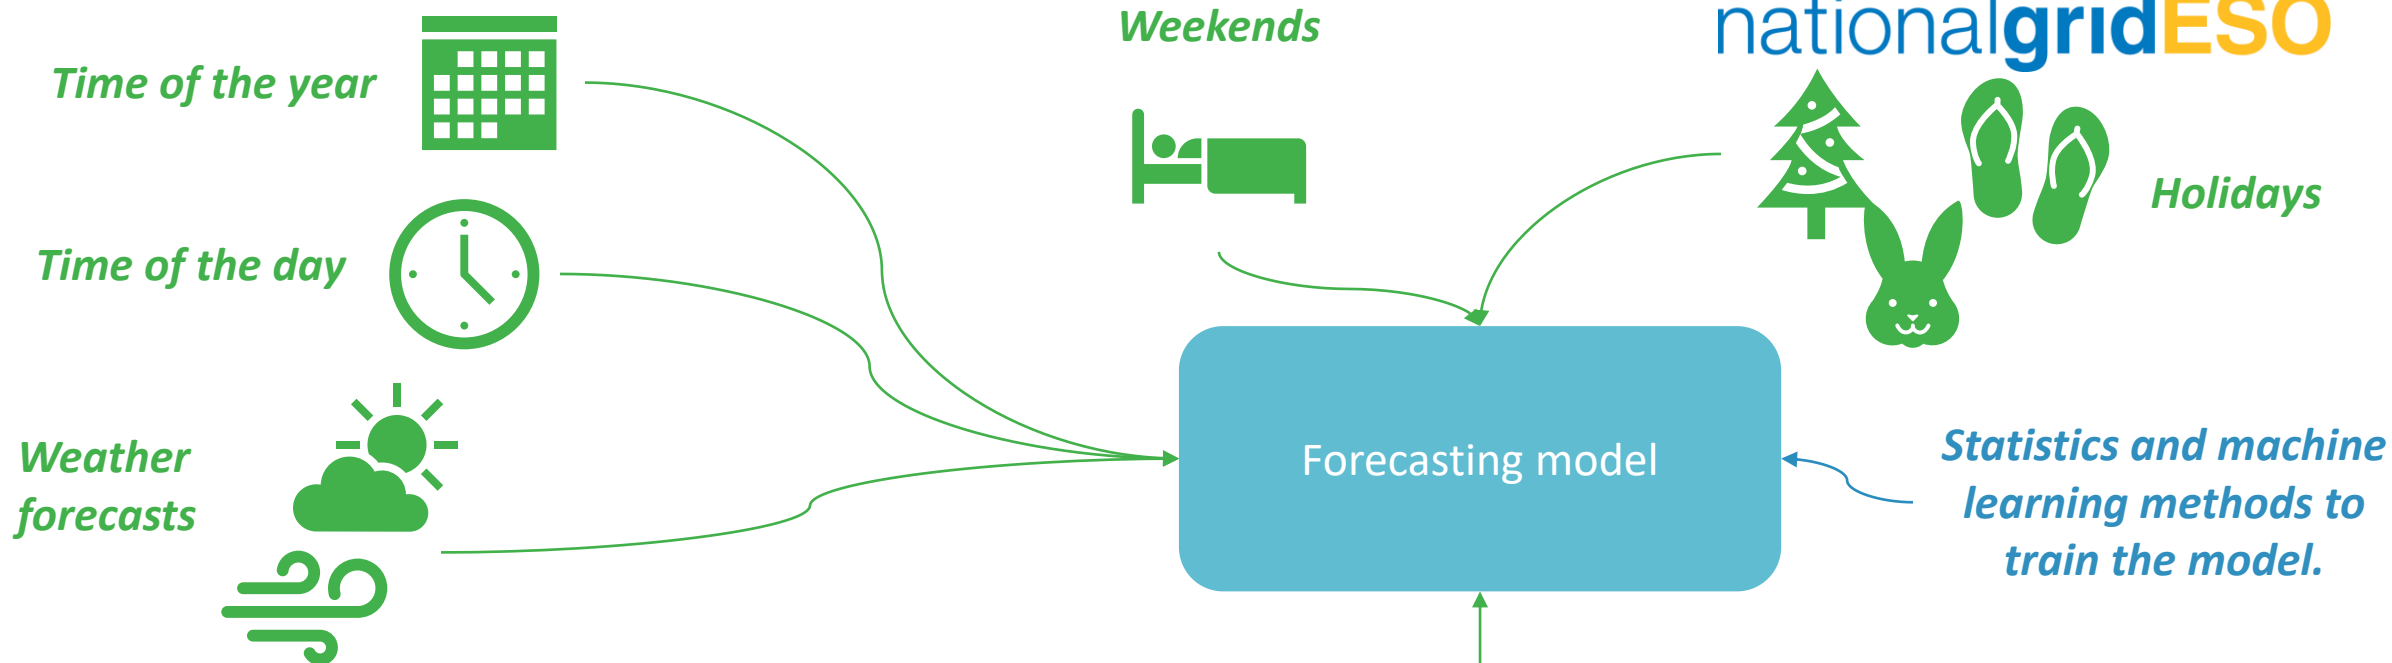 Weekends
nationalgridESO
Time of the year
Holidays
Time of the day
Weather
forecasts
Forecasting model
Statistics and machine
learning methods to
train the model.